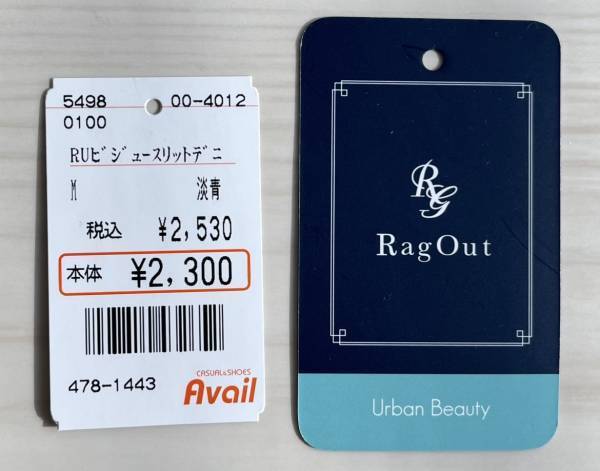 5498 00-4012
0100
RUﾋﾞｼﾞｭｰｽﾘｯﾄﾃﾞﾆ
M 淡青
税込 ¥2,530
本体 ¥2,300
478-1443
CASUAL&SHOES
Avail
RG
RagOut
Urban Beauty